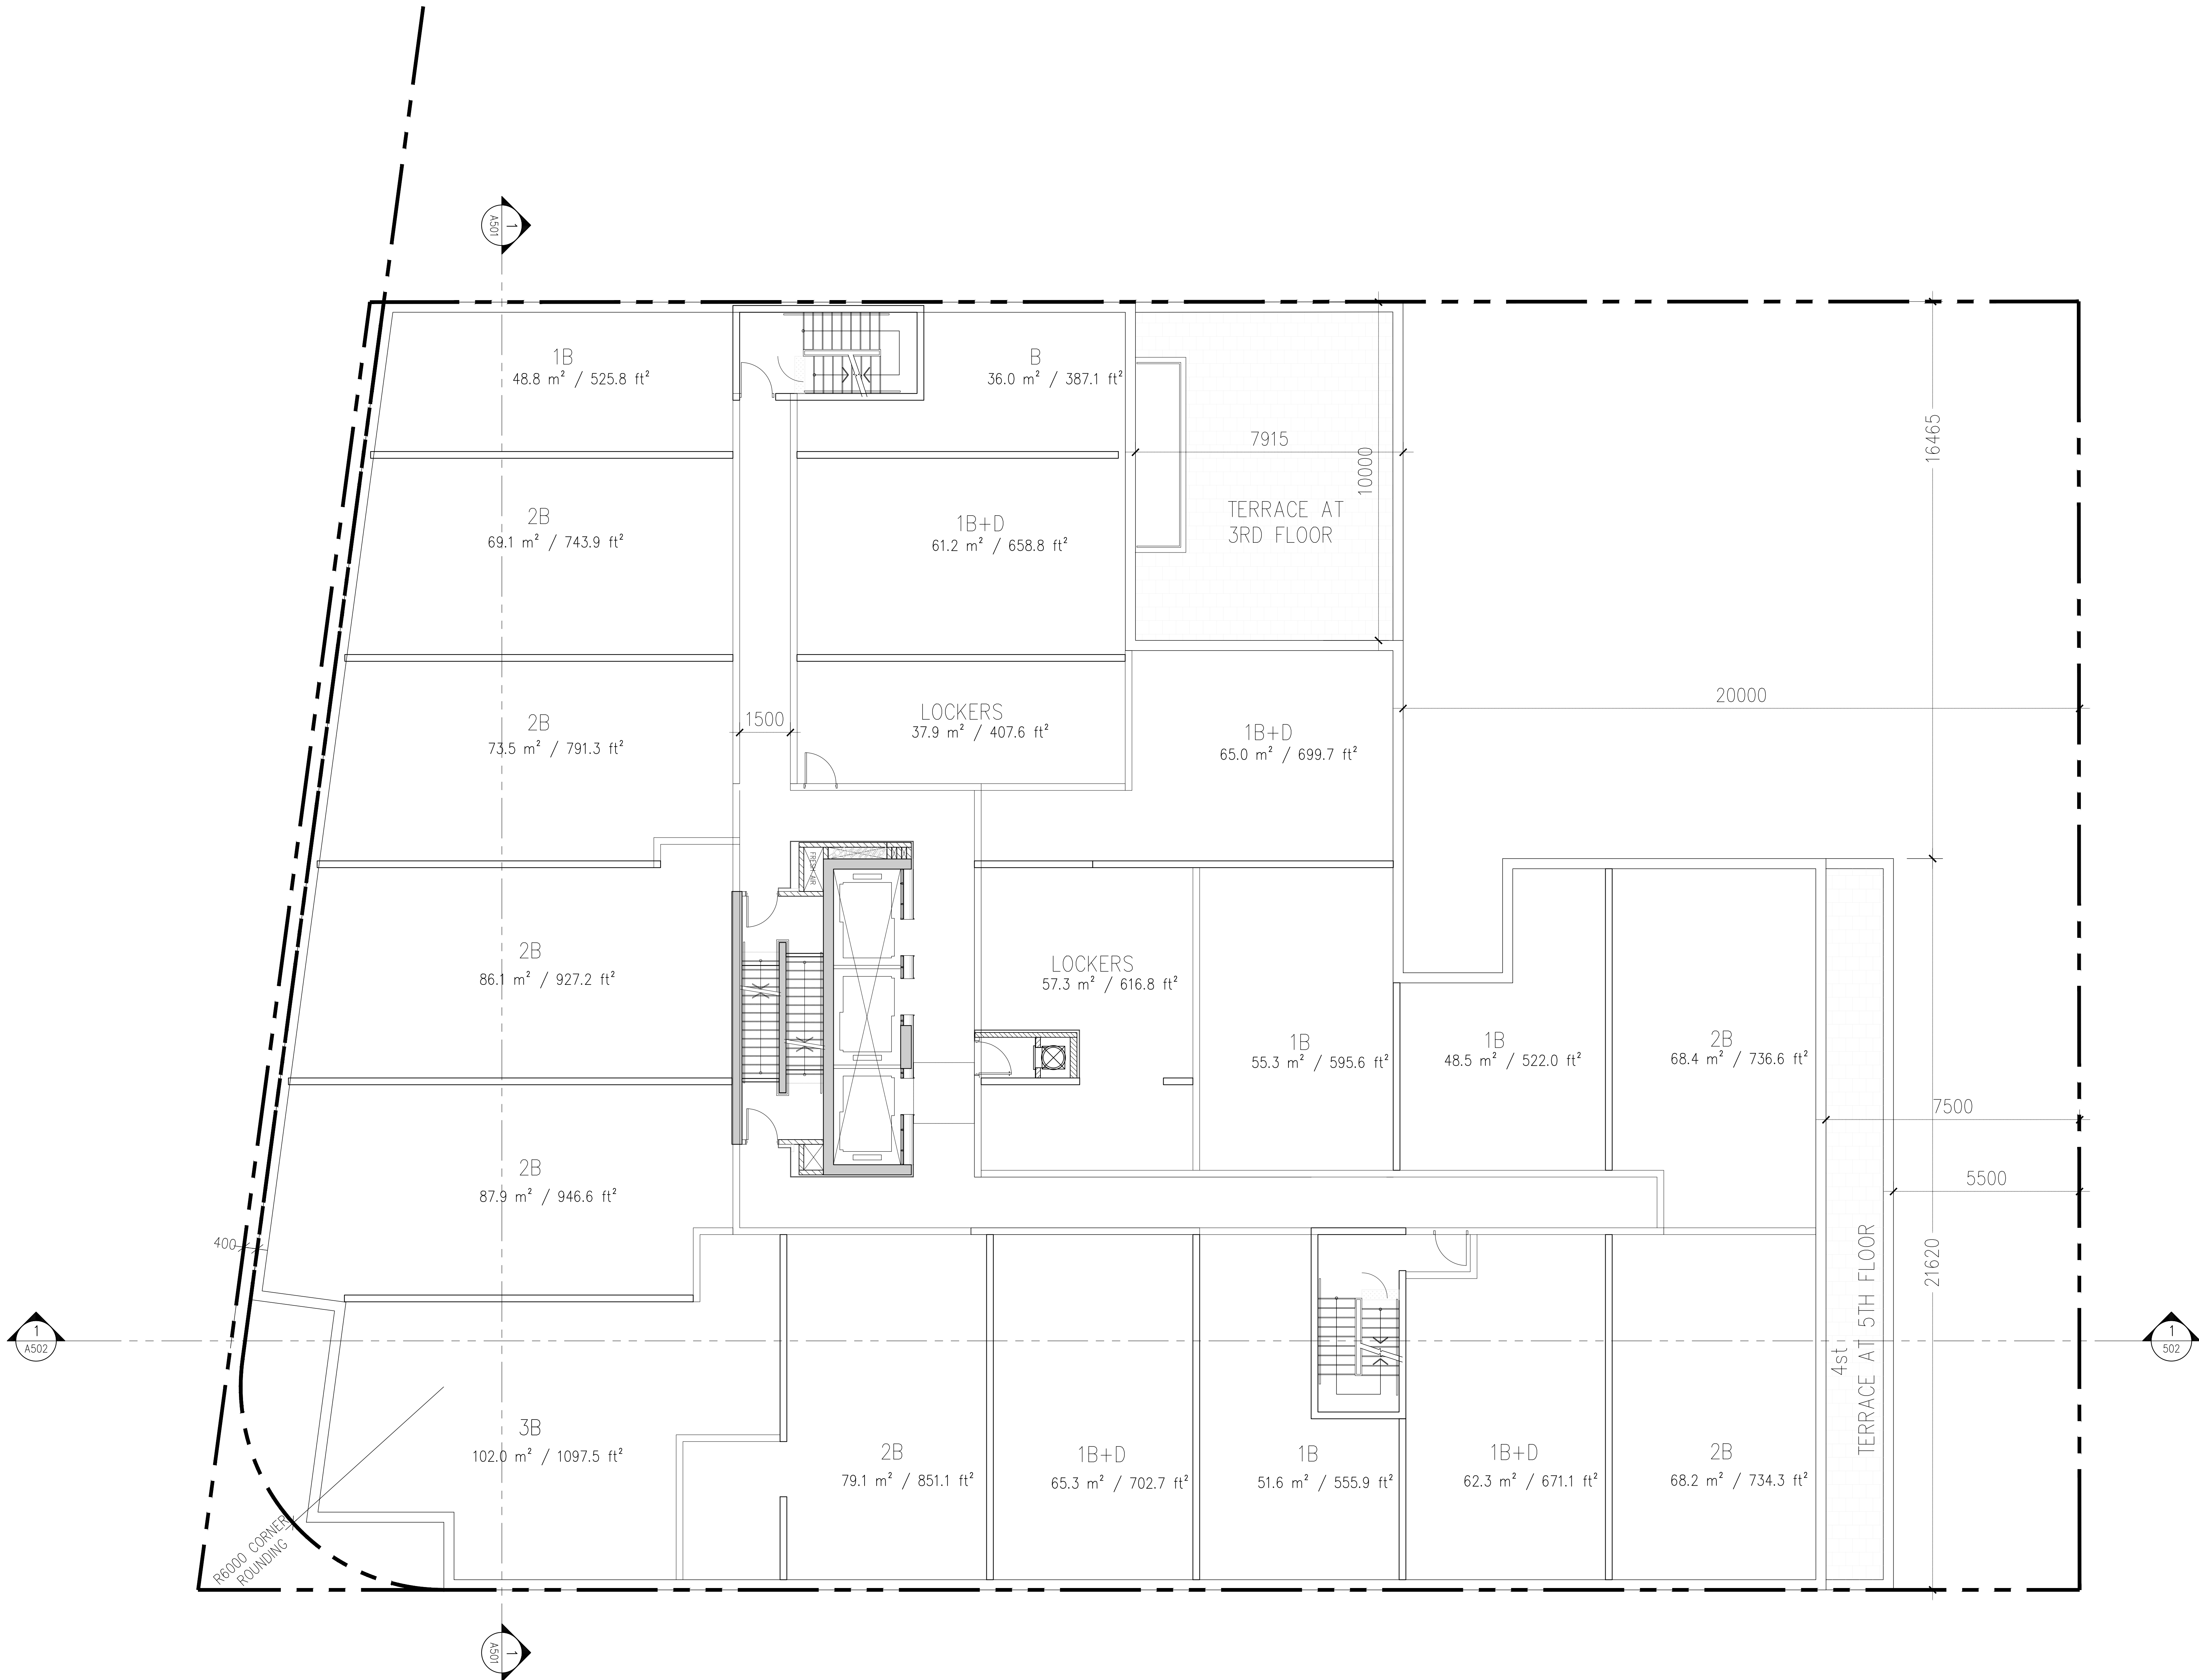 1
A501
1B
48.8 m² / 525.8 ft²
B
36.0 m² / 387.1 ft²
16465
7915
10000
TERRACE AT
3RD FLOOR
2B
69.1 m² / 743.9 ft²
1B+D
61.2 m² / 658.8 ft²
20000
2B
73.5 m² / 791.3 ft²
1500
LOCKERS
37.9 m² / 407.6 ft²
1B+D
65.0 m² / 699.7 ft²
FRESH AIR
2B
86.1 m² / 927.2 ft²
LOCKERS
57.3 m² / 616.8 ft²
1B
55.3 m² / 595.6 ft²
1B
48.5 m² / 522.0 ft²
2B
68.4 m² / 736.6 ft²
7500
2B
87.9 m² / 946.6 ft²
5500
400
21620
4st
TERRACE AT 5TH FLOOR
1
A502
1
502
3B
102.0 m² / 1097.5 ft²
2B
79.1 m² / 851.1 ft²
1B+D
65.3 m² / 702.7 ft²
1B
51.6 m² / 555.9 ft²
1B+D
62.3 m² / 671.1 ft²
2B
68.2 m² / 734.3 ft²
R6000 CORNER
ROUNDING
1
A501